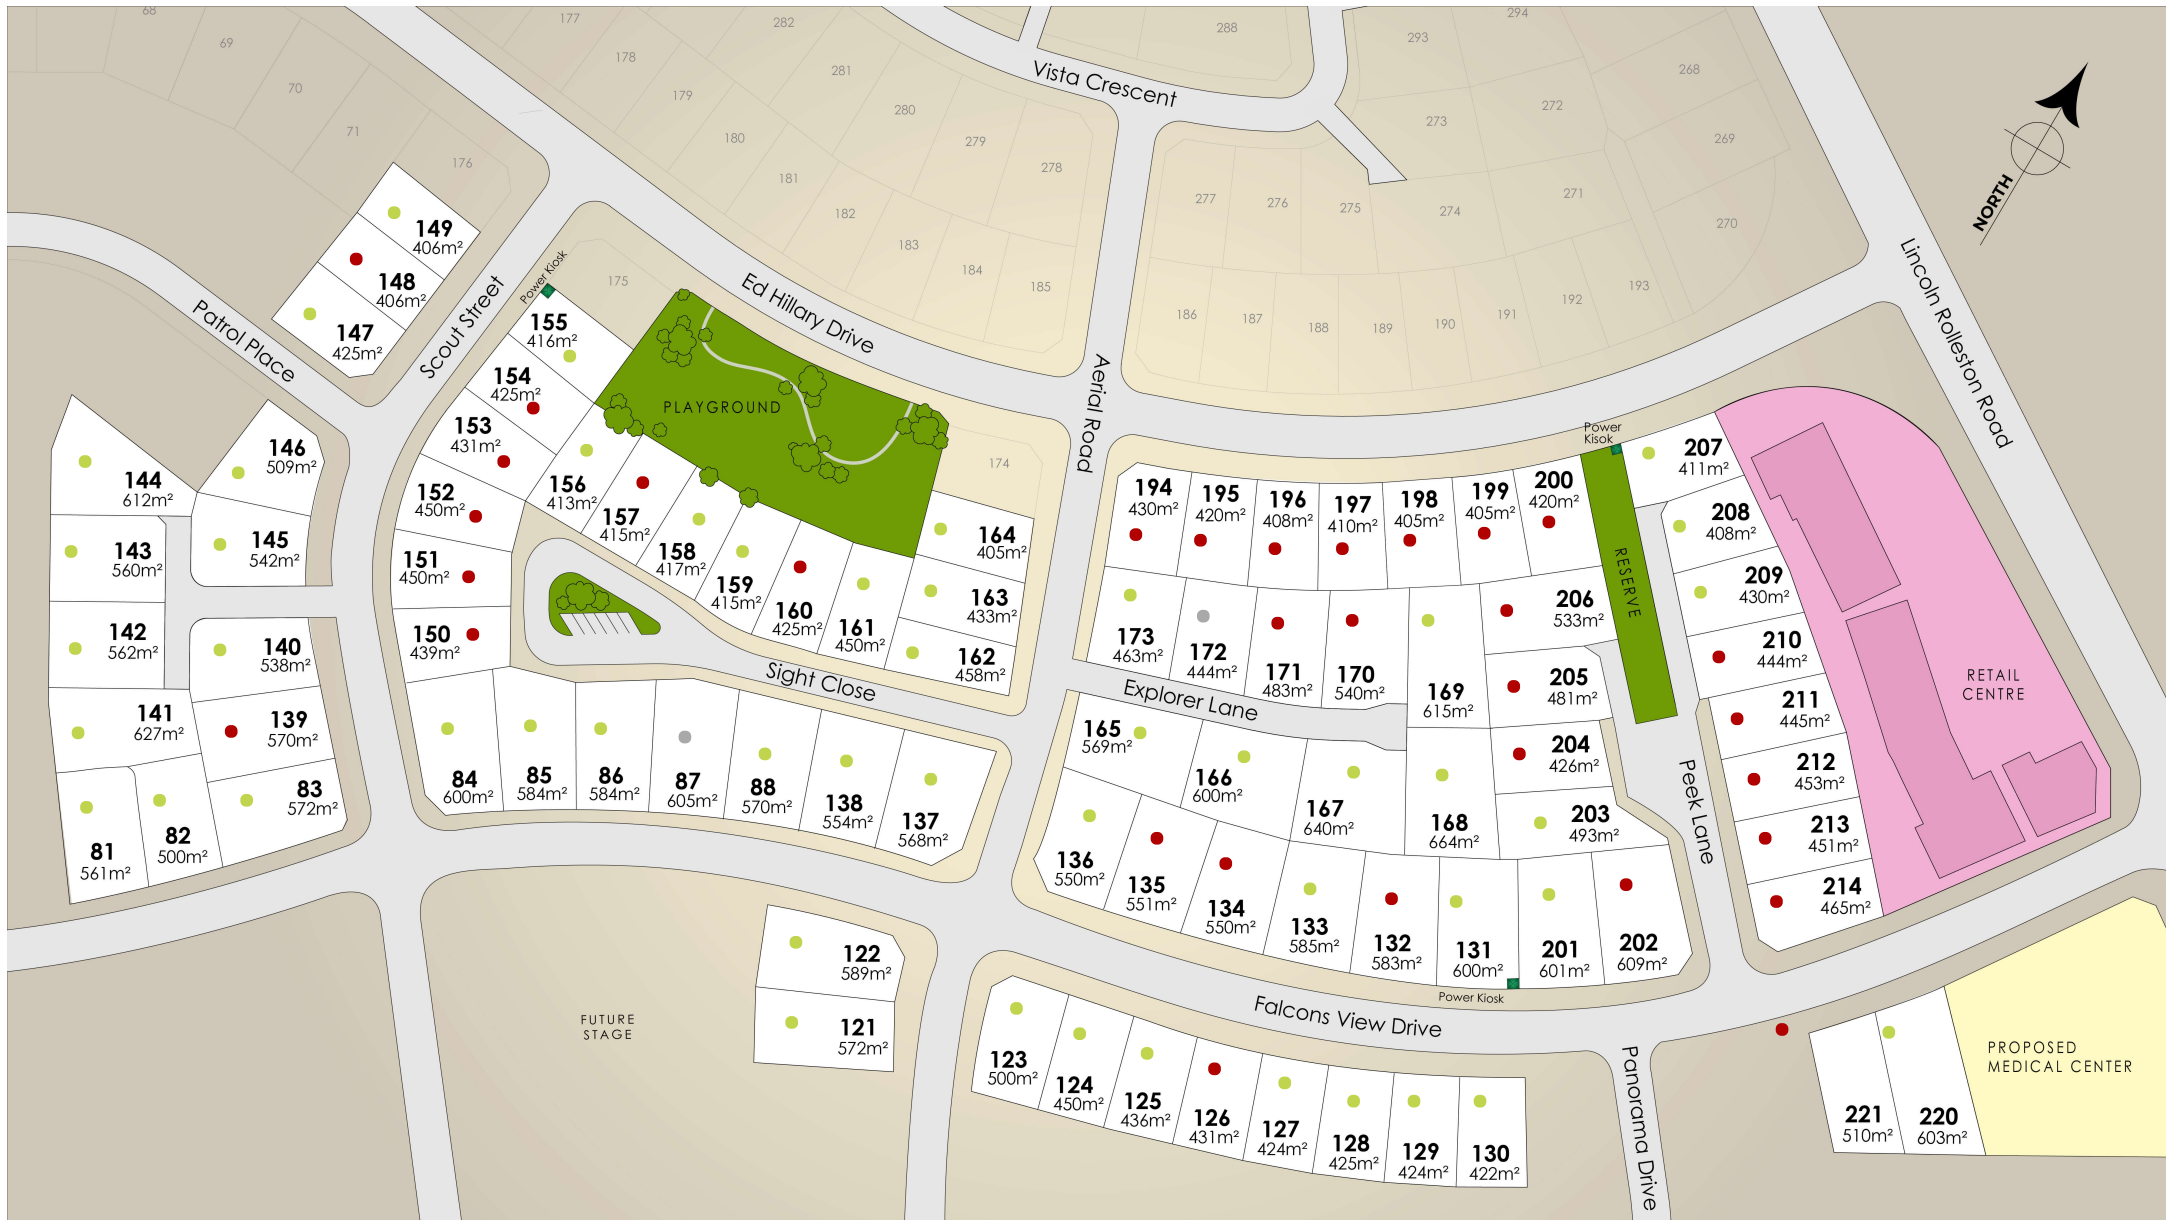 68
69
70
71
176
177
178
179
180
181
182
183
184
185
282
281
280
279
278
288
Vista Crescent
277
276
275
274
273
272
271
270
269
268
293
294
186
187
188
189
190
191
192
193
NORTH
Lincoln Rolleston Road
Ed Hillary Drive
Aerial Road
Scout Street
Patrol Place
Power Kiosk
175
174
PLAYGROUND
149
406m²
148
406m²
147
425m²
146
509m²
145
542m²
144
612m²
143
560m²
142
562m²
141
627m²
140
538m²
139
570m²
83
572m²
82
500m²
81
561m²
155
416m²
154
425m²
153
431m²
152
450m²
151
450m²
150
439m²
156
413m²
157
415m²
158
417m²
159
415m²
160
425m²
161
450m²
162
458m²
163
433m²
164
405m²
Sight Close
84
600m²
85
584m²
86
584m²
87
605m²
88
570m²
138
554m²
137
568m²
194
430m²
195
420m²
196
408m²
197
410m²
198
405m²
199
405m²
200
420m²
Power
Kisok
RESERVE
207
411m²
208
408m²
209
430m²
210
444m²
211
445m²
212
453m²
213
451m²
214
465m²
RETAIL
CENTRE
173
463m²
172
444m²
171
483m²
170
540m²
169
615m²
206
533m²
205
481m²
204
426m²
203
493m²
Explorer Lane
Peek Lane
165
569m²
166
600m²
167
640m²
168
664m²
136
550m²
135
551m²
134
550m²
133
585m²
132
583m²
131
600m²
201
601m²
202
609m²
Power Kiosk
Falcons View Drive
Panorama Drive
122
589m²
121
572m²
FUTURE
STAGE
123
500m²
124
450m²
125
436m²
126
431m²
127
424m²
128
425m²
129
424m²
130
422m²
221
510m²
220
603m²
PROPOSED
MEDICAL CENTER